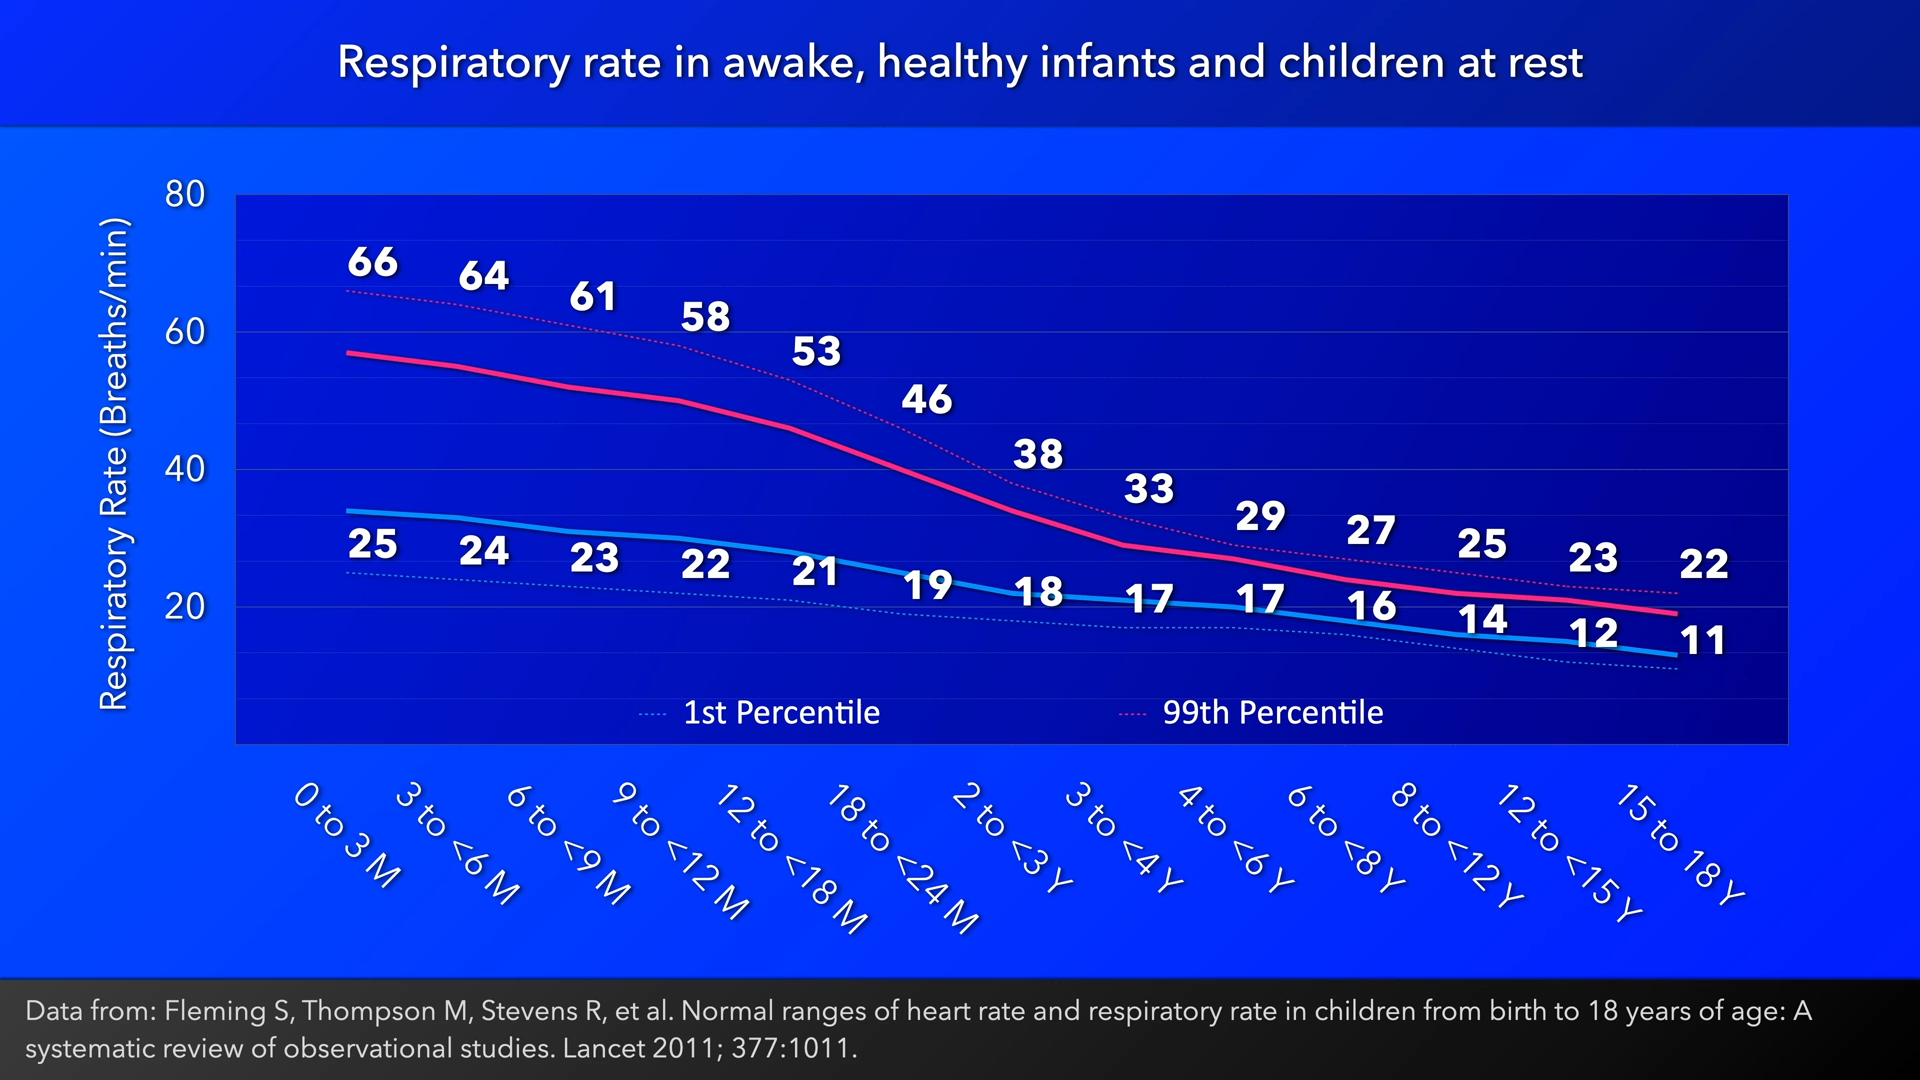 Respiratory rate in awake, healthy infants and children at rest
Respiratory Rate (Breaths/min)
80
60
40
20
66
64
61
58
53
46
38
33
29
27
25
23
22
25
24
23
22
21
19
18
17
17
16
14
12
11
1st Percentile
99th Percentile
0 to 3 M
3 to <6 M
6 to <9 M
9 to <12 M
12 to <18 M
18 to <24 M
2 to <3 Y
3 to <4 Y
4 to <6 Y
6 to <8 Y
8 to <12 Y
12 to <15 Y
15 to 18 Y
Data from: Fleming S, Thompson M, Stevens R, et al. Normal ranges of heart rate and respiratory rate in children from birth to 18 years of age: A
systematic review of observational studies. Lancet 2011; 377:1011.